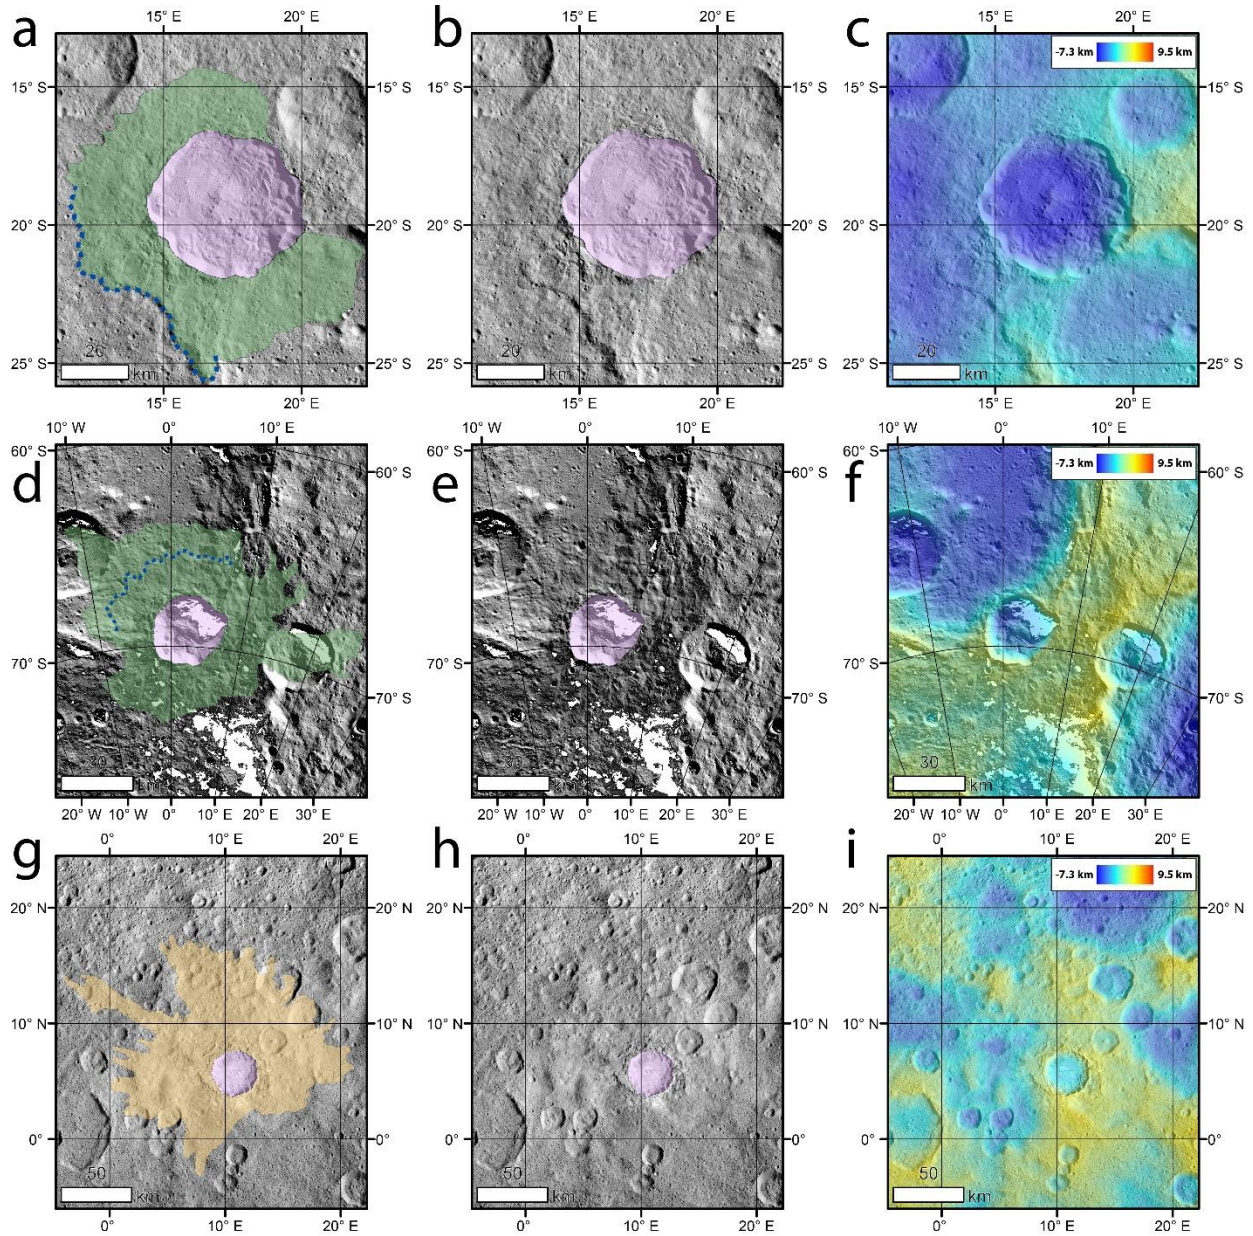 15° E 20° E 15° E 20° E 15° E 20° E
a b c
-7.3 km 9.5 km
15° S 15° S 15° S 15° S
20° S 20° S 20° S 20° S
25° S 25° S 25° S 25° S
20 km 20 km 20 km
15° E 20° E 15° E 20° E 15° E 20° E
10° W 0° 10° E 10° W 0° 10° E 10° W 0° 10° E
d e f
-7.3 km 9.5 km
60° S 60° S 60° S 60° S
60° S 60° S
70° S 70° S 70° S
70° S 70° S 70° S
30 km 30 km 30 km
20° W 10° W 0° 10° E 20° E 30° E 20° W 10° W 0° 10° E 20° E 30° E 20° W 10° W 0° 10° E 20° E 30° E
0° 10° E 20° E 0° 10° E 20° E 0° 10° E 20° E
g h i
-7.3 km 9.5 km
20° N 20° N 20° N 20° N
10° N 10° N 10° N 10° N
0° 0° 0° 0°
50 km 50 km 50 km
0° 10° E 20° E 0° 10° E 20° E 0° 10° E 20° E